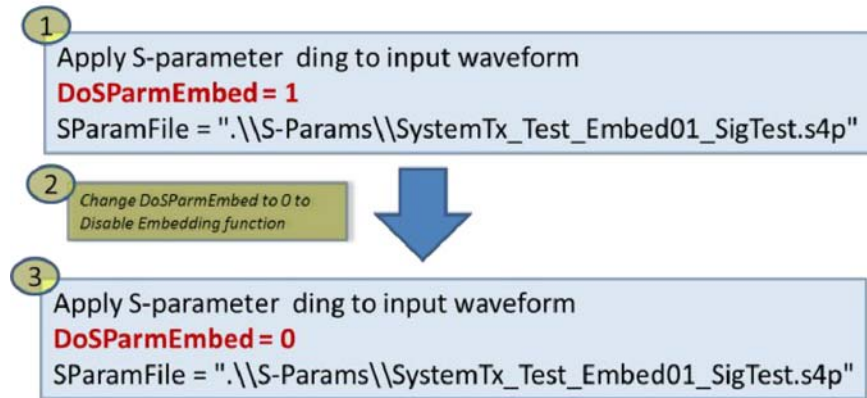 1
Apply S-parameter ding to input waveform
DoSParmEmbed = 1
SParamFile = ".\\S-Params\\SystemTx_Test_Embed01_SigTest.s4p"
2
Change DoSParmEmbed to 0 to
Disable Embedding function
3
Apply S-parameter ding to input waveform
DoSParmEmbed = 0
SParamFile = ".\\S-Params\\SystemTx_Test_Embed01_SigTest.s4p"